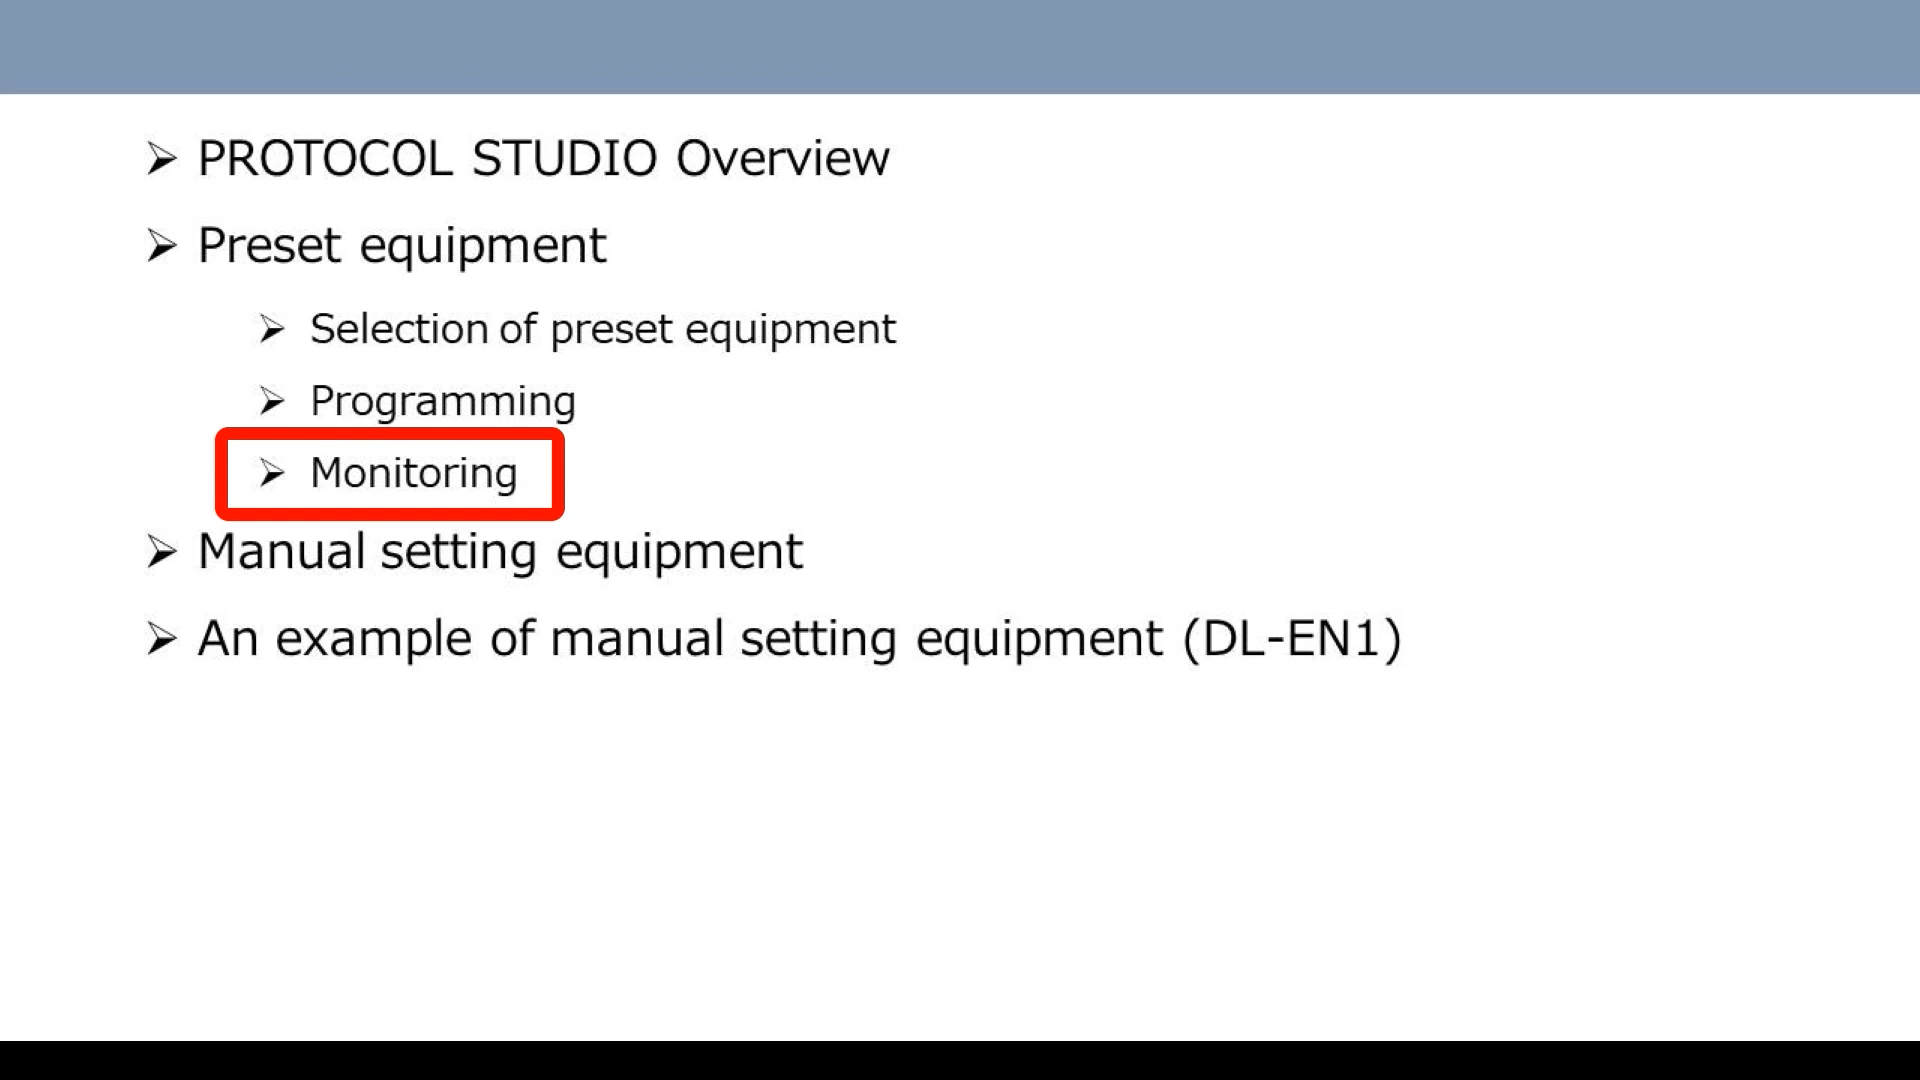 PROTOCOL STUDIO Overview
Preset equipment
Selection of preset equipment
Programming
Monitoring
Manual setting equipment
An example of manual setting equipment (DL-EN1)